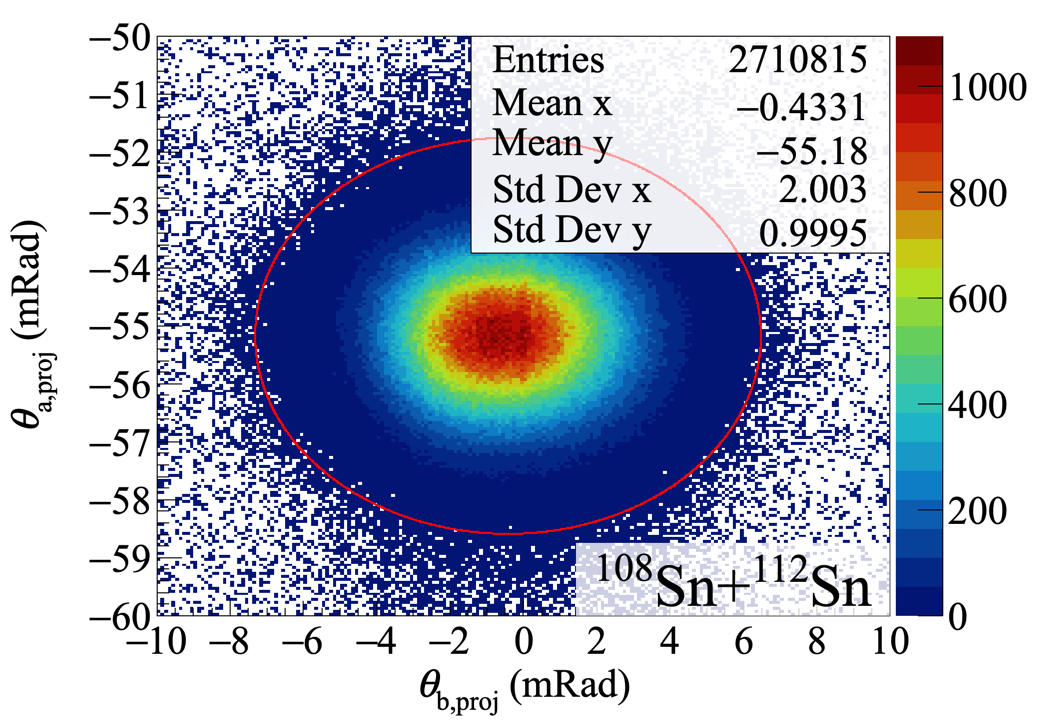 −50
−51
−52
−53
−54
−55
−56
−57
−58
−59
−60
θa,proj (mRad)
Entries 2710815
Mean x −0.4331
Mean y −55.18
Std Dev x 2.003
Std Dev y 0.9995
108Sn+112Sn
1000
800
600
400
200
0
−10 −8 −6 −4 −2 0 2 4 6 8 10
θb,proj (mRad)